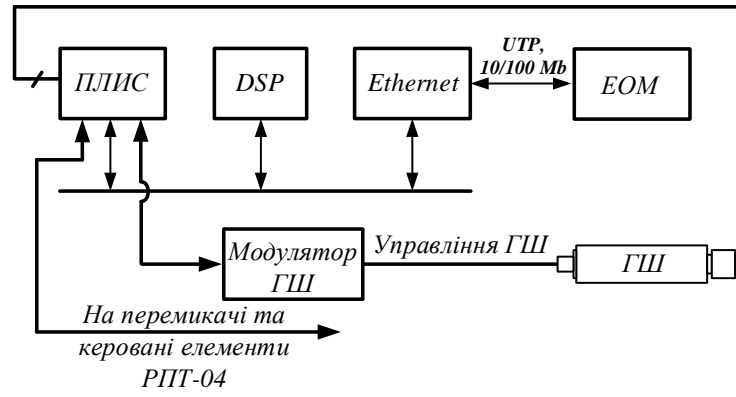 ПЛИС
DSP
Ethernet
UTP,
10/100 Mb
ЕОМ
Модулятор
ГШ
Управління ГШ
ГШ
На перемикачі та
керовані елементи
РПТ-04